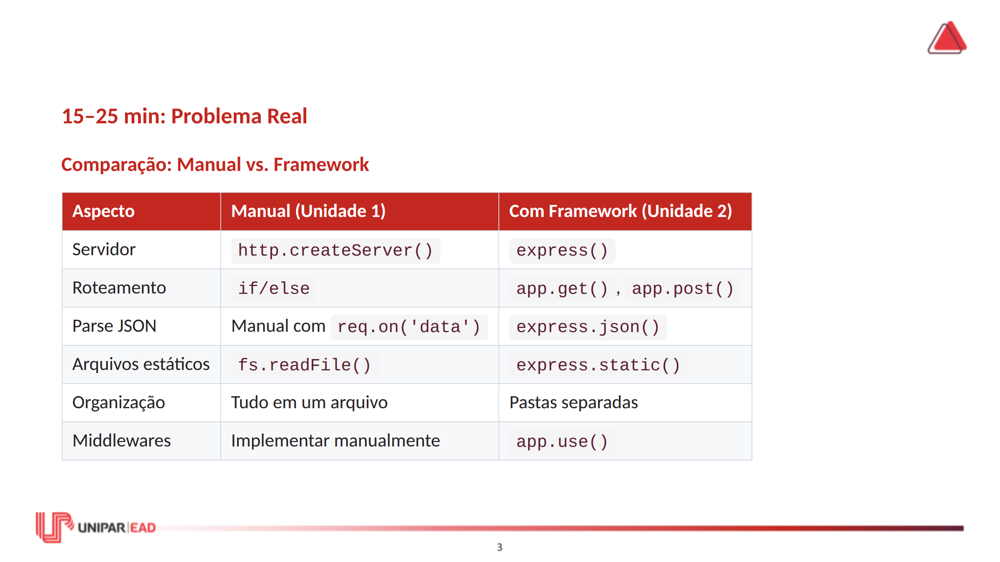 15–25 min: Problema Real
Comparação: Manual vs. Framework
Aspecto Manual (Unidade 1) Com Framework (Unidade 2)
Servidor http.createServer() express()
Roteamento if/else app.get() , app.post()
Parse JSON Manual com req.on('data') express.json()
Arquivos estáticos fs.readFile() express.static()
Organização Tudo em um arquivo Pastas separadas
Middlewares Implementar manualmente app.use()
UNIPAR|EAD
3